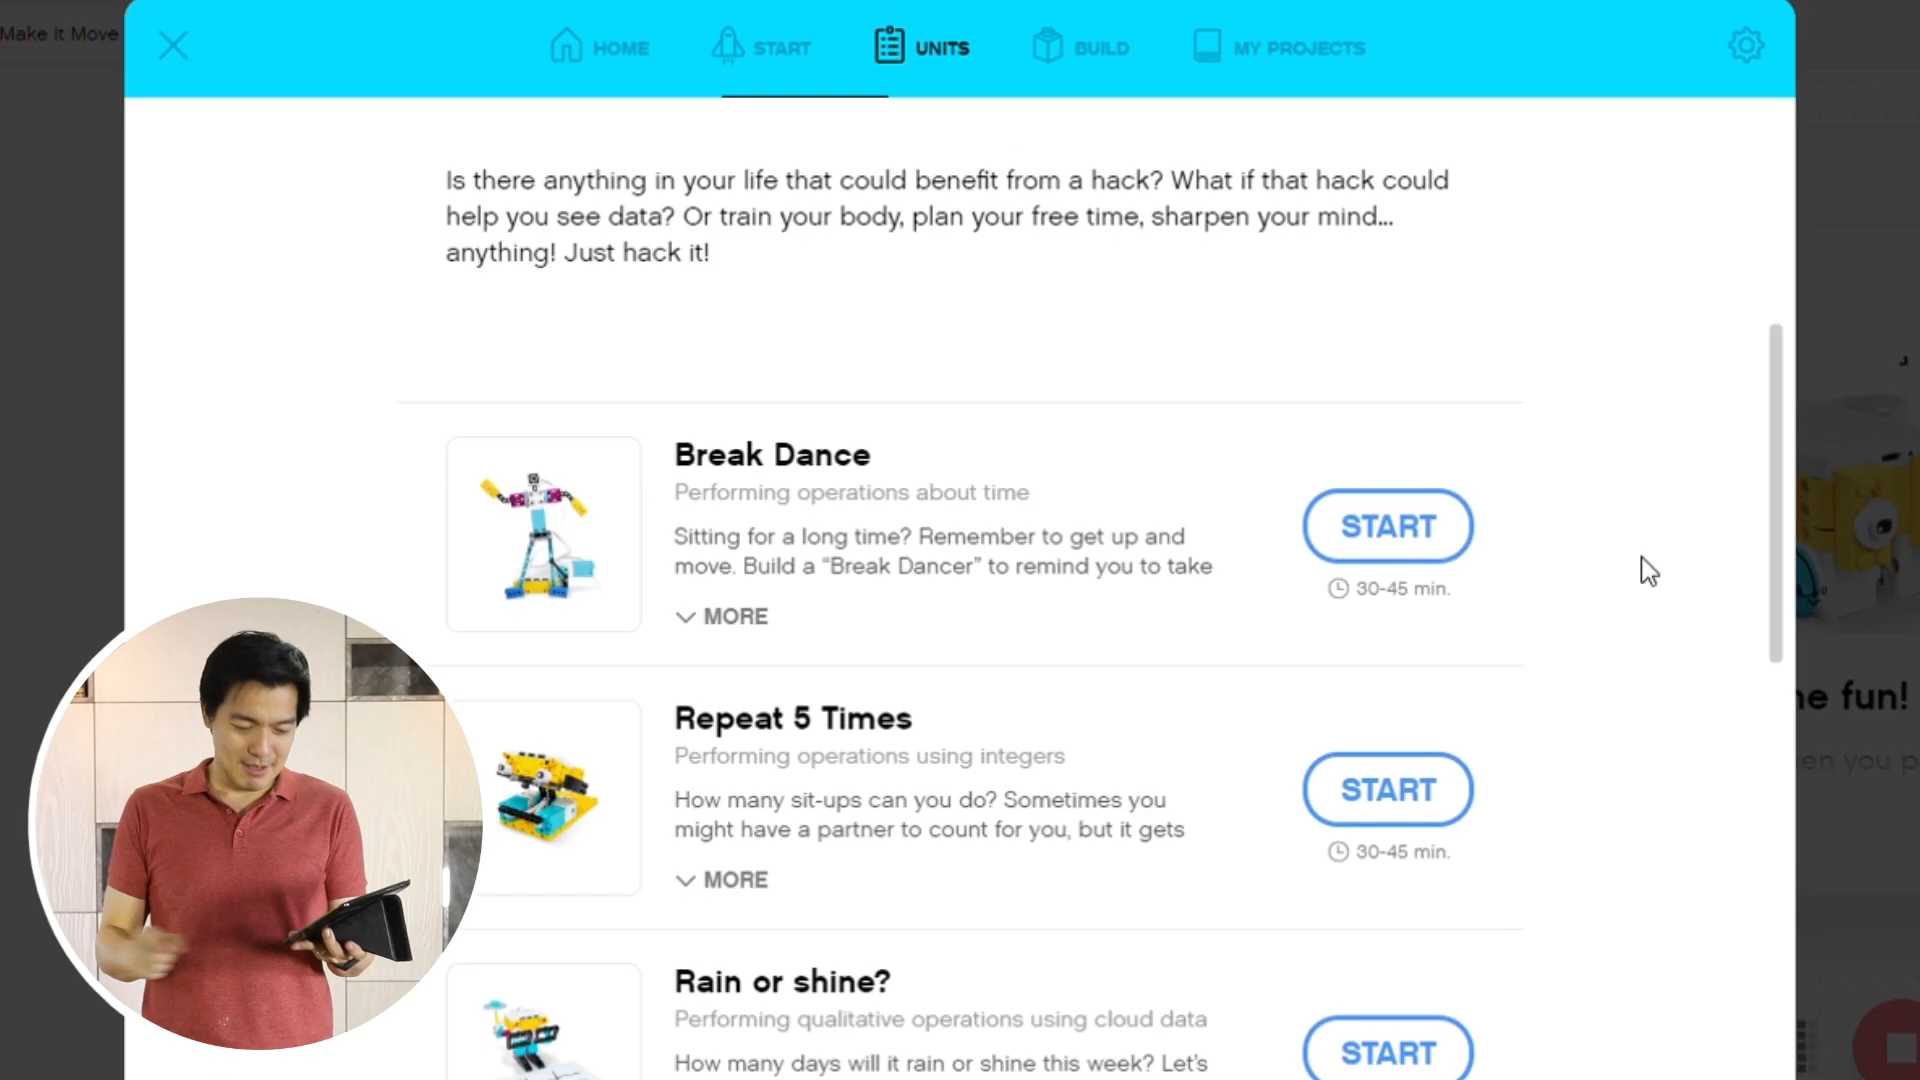 Make It Move
HOME
START
UNITS
BUILD
MY PROJECTS
Is there anything in your life that could benefit from a hack? What if that hack could
help you see data? Or train your body, plan your free time, sharpen your mind...
anything! Just hack it!
Break Dance
Performing operations about time
Sitting for a long time? Remember to get up and
move. Build a “Break Dancer” to remind you to take
MORE
START
30-45 min.
Repeat 5 Times
Performing operations using integers
How many sit-ups can you do? Sometimes you
might have a partner to count for you, but it gets
MORE
START
30-45 min.
Rain or shine?
Performing qualitative operations using cloud data
How many days will it rain or shine this week? Let's
START
fun!
you